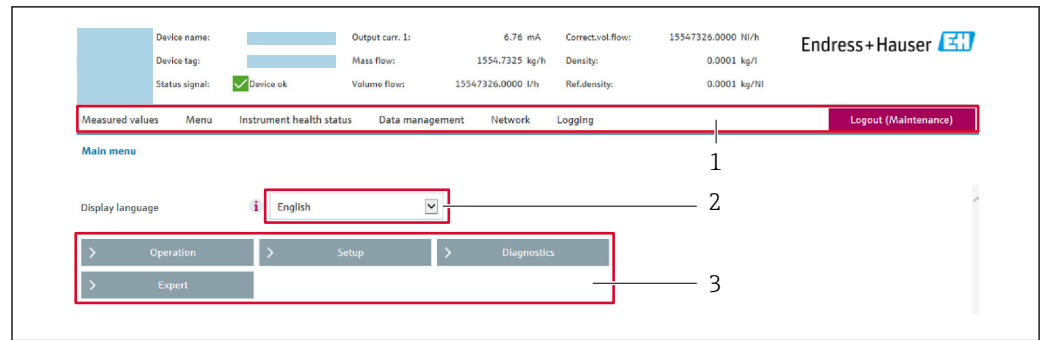 Device name: Output curr. 1: 6.76 mA Correct.vol.flow: 15547326.0000 Nl/h
Endress+Hauser EH
Device tag: Mass flow: 1554.7325 kg/h Density: 0.0001 kg/l
Status signal: Device ok Volume flow: 15547326.0000 l/h Ref.density: 0.0001 kg/Nl
Measured values Menu Instrument health status Data management Network Logging Logout (Maintenance)
1
Main menu
Display language i English 2
> Operation > Setup > Diagnostics
> Expert 3